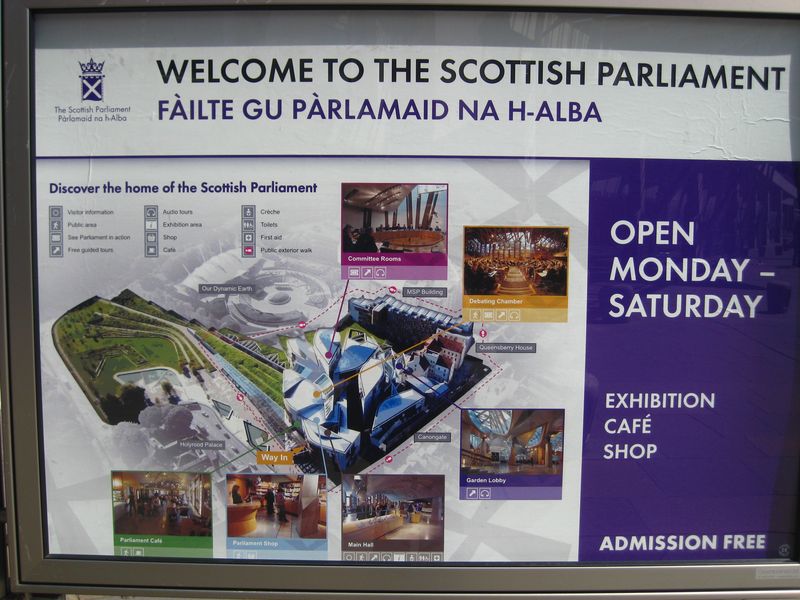 The Scottish Parliament
Pàrlamaid na h-Alba
WELCOME TO THE SCOTTISH PARLIAMENT
FÀILTE GU PÀRLAMAID NA H-ALBA
Discover the home of the Scottish Parliament
Visitor information
Public area
See Parliament in action
Free guided tours
Audio tours
Exhibition area
Shop
Café
Crèche
Toilets
First aid
Public exterior walk
Committee Rooms
Debating Chamber
Our Dynamic Earth
MSP Building
Queensberry House
Canongate
Holyrood Palace
Way In
Garden Lobby
Parliament Café
Parliament Shop
Main Hall
OPEN
MONDAY –
SATURDAY
EXHIBITION
CAFÉ
SHOP
ADMISSION FREE